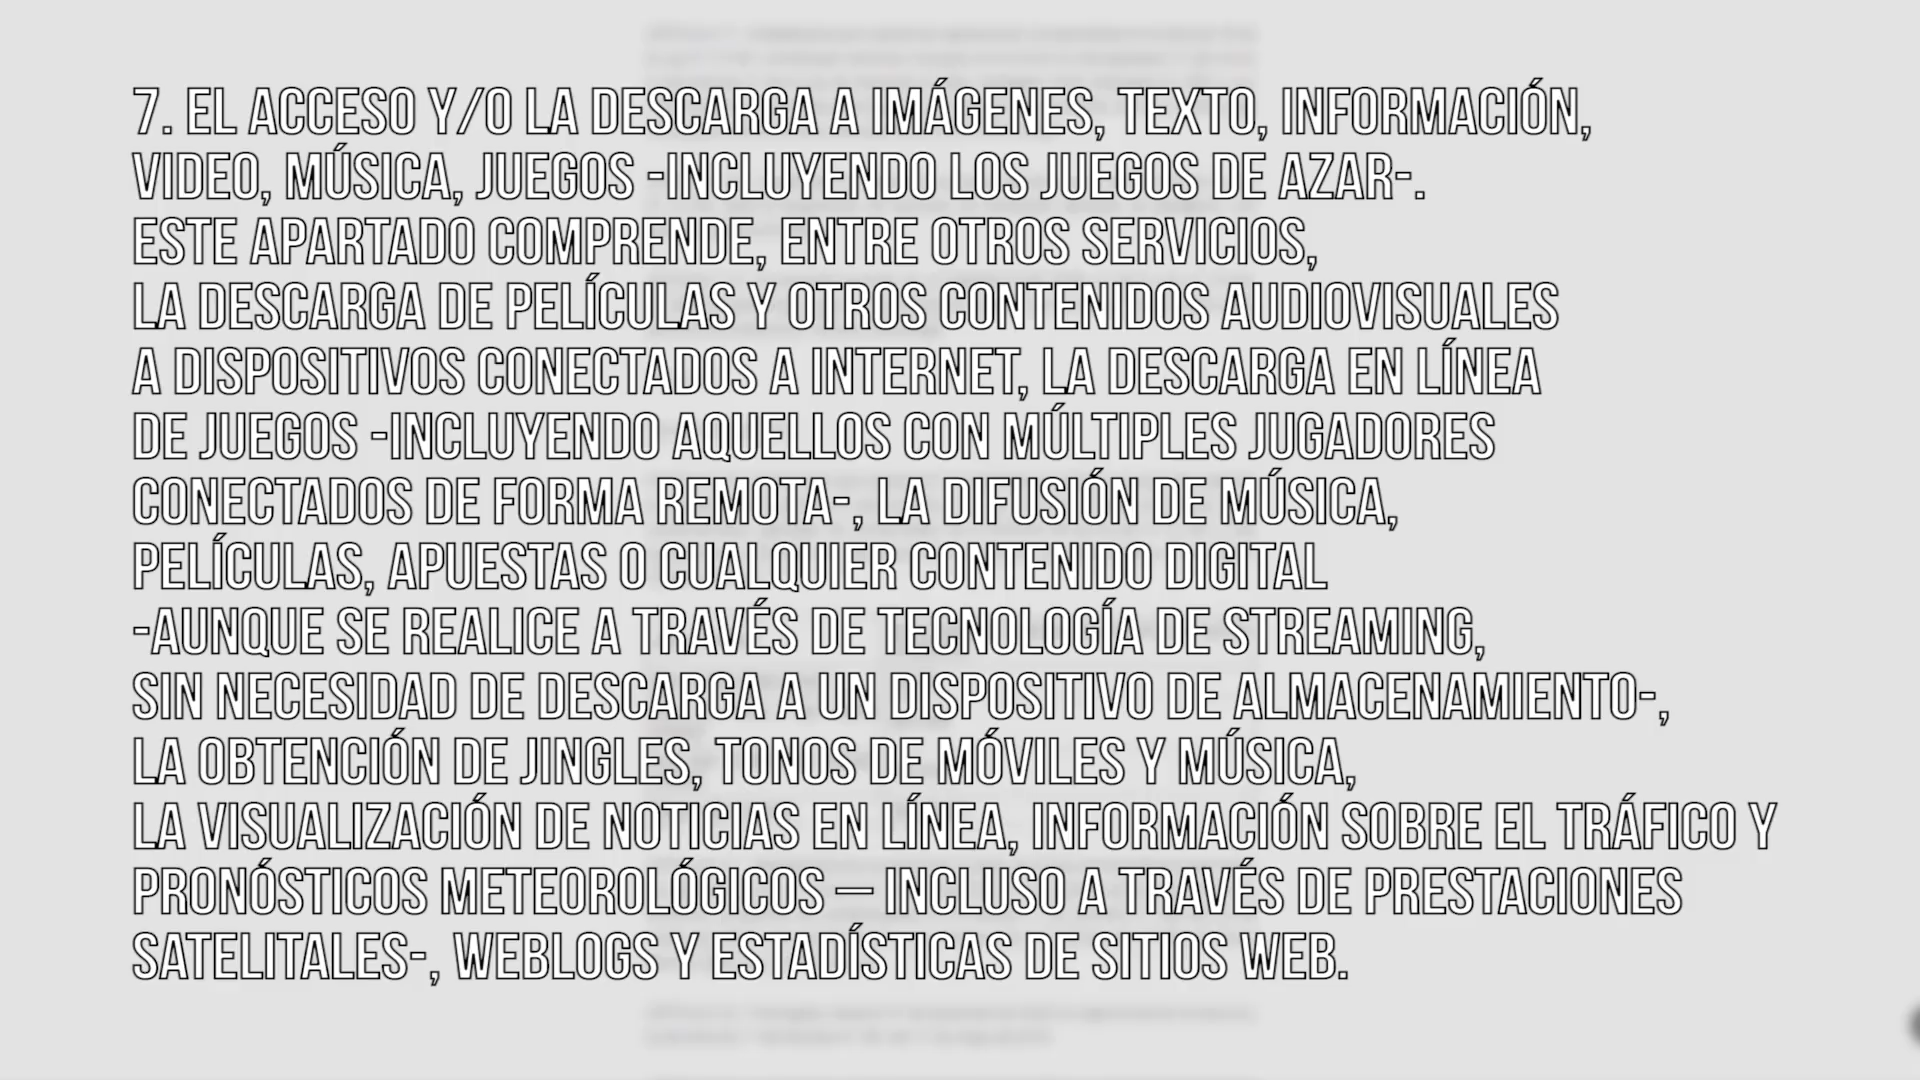 7. EL ACCESO Y/O LA DESCARGA A IMÁGENES, TEXTO, INFORMACIÓN,
VIDEO, MÚSICA, JUEGOS -INCLUYENDO LOS JUEGOS DE AZAR-.
ESTE APARTADO COMPRENDE, ENTRE OTROS SERVICIOS,
LA DESCARGA DE PELÍCULAS Y OTROS CONTENIDOS AUDIOVISUALES
A DISPOSITIVOS CONECTADOS A INTERNET, LA DESCARGA EN LÍNEA
DE JUEGOS -INCLUYENDO AQUELLOS CON MÚLTIPLES JUGADORES
CONECTADOS DE FORMA REMOTA-, LA DIFUSIÓN DE MÚSICA,
PELÍCULAS, APUESTAS O CUALQUIER CONTENIDO DIGITAL
-AUNQUE SE REALICE A TRAVÉS DE TECNOLOGÍA DE STREAMING,
SIN NECESIDAD DE DESCARGA A UN DISPOSITIVO DE ALMACENAMIENTO-,
LA OBTENCIÓN DE JINGLES, TONOS DE MÓVILES Y MÚSICA,
LA VISUALIZACIÓN DE NOTICIAS EN LÍNEA, INFORMACIÓN SOBRE EL TRÁFICO Y
PRONÓSTICOS METEOROLÓGICOS — INCLUSO A TRAVÉS DE PRESTACIONES
SATELITALES-, WEBLOGS Y ESTADÍSTICAS DE SITIOS WEB.